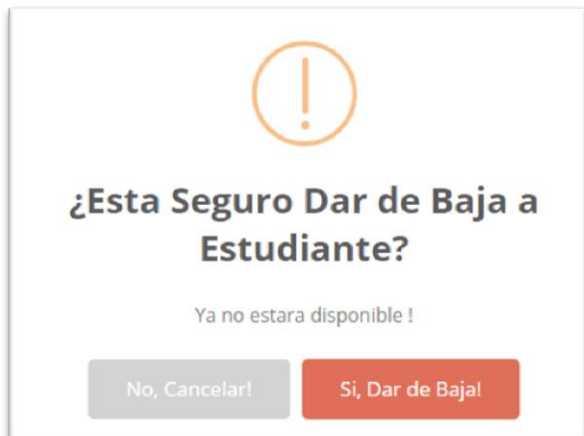 ¿Esta Seguro Dar de Baja a
Estudiante?
Ya no estara disponible !
No, Cancelar!
Si, Dar de Baja!